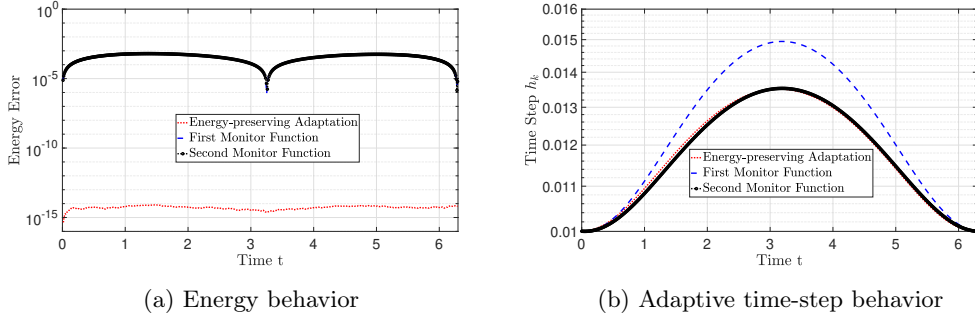 10^0
10^-5
10^-10
10^-15
Energy Error
Energy-preserving Adaptation
First Monitor Function
Second Monitor Function
0 1 2 3 4 5 6
Time t
(a) Energy behavior
0.016
0.015
0.014
0.013
0.012
0.011
0.01
Time Step h_k
Energy-preserving Adaptation
First Monitor Function
Second Monitor Function
0 1 2 3 4 5 6
Time t
(b) Adaptive time-step behavior